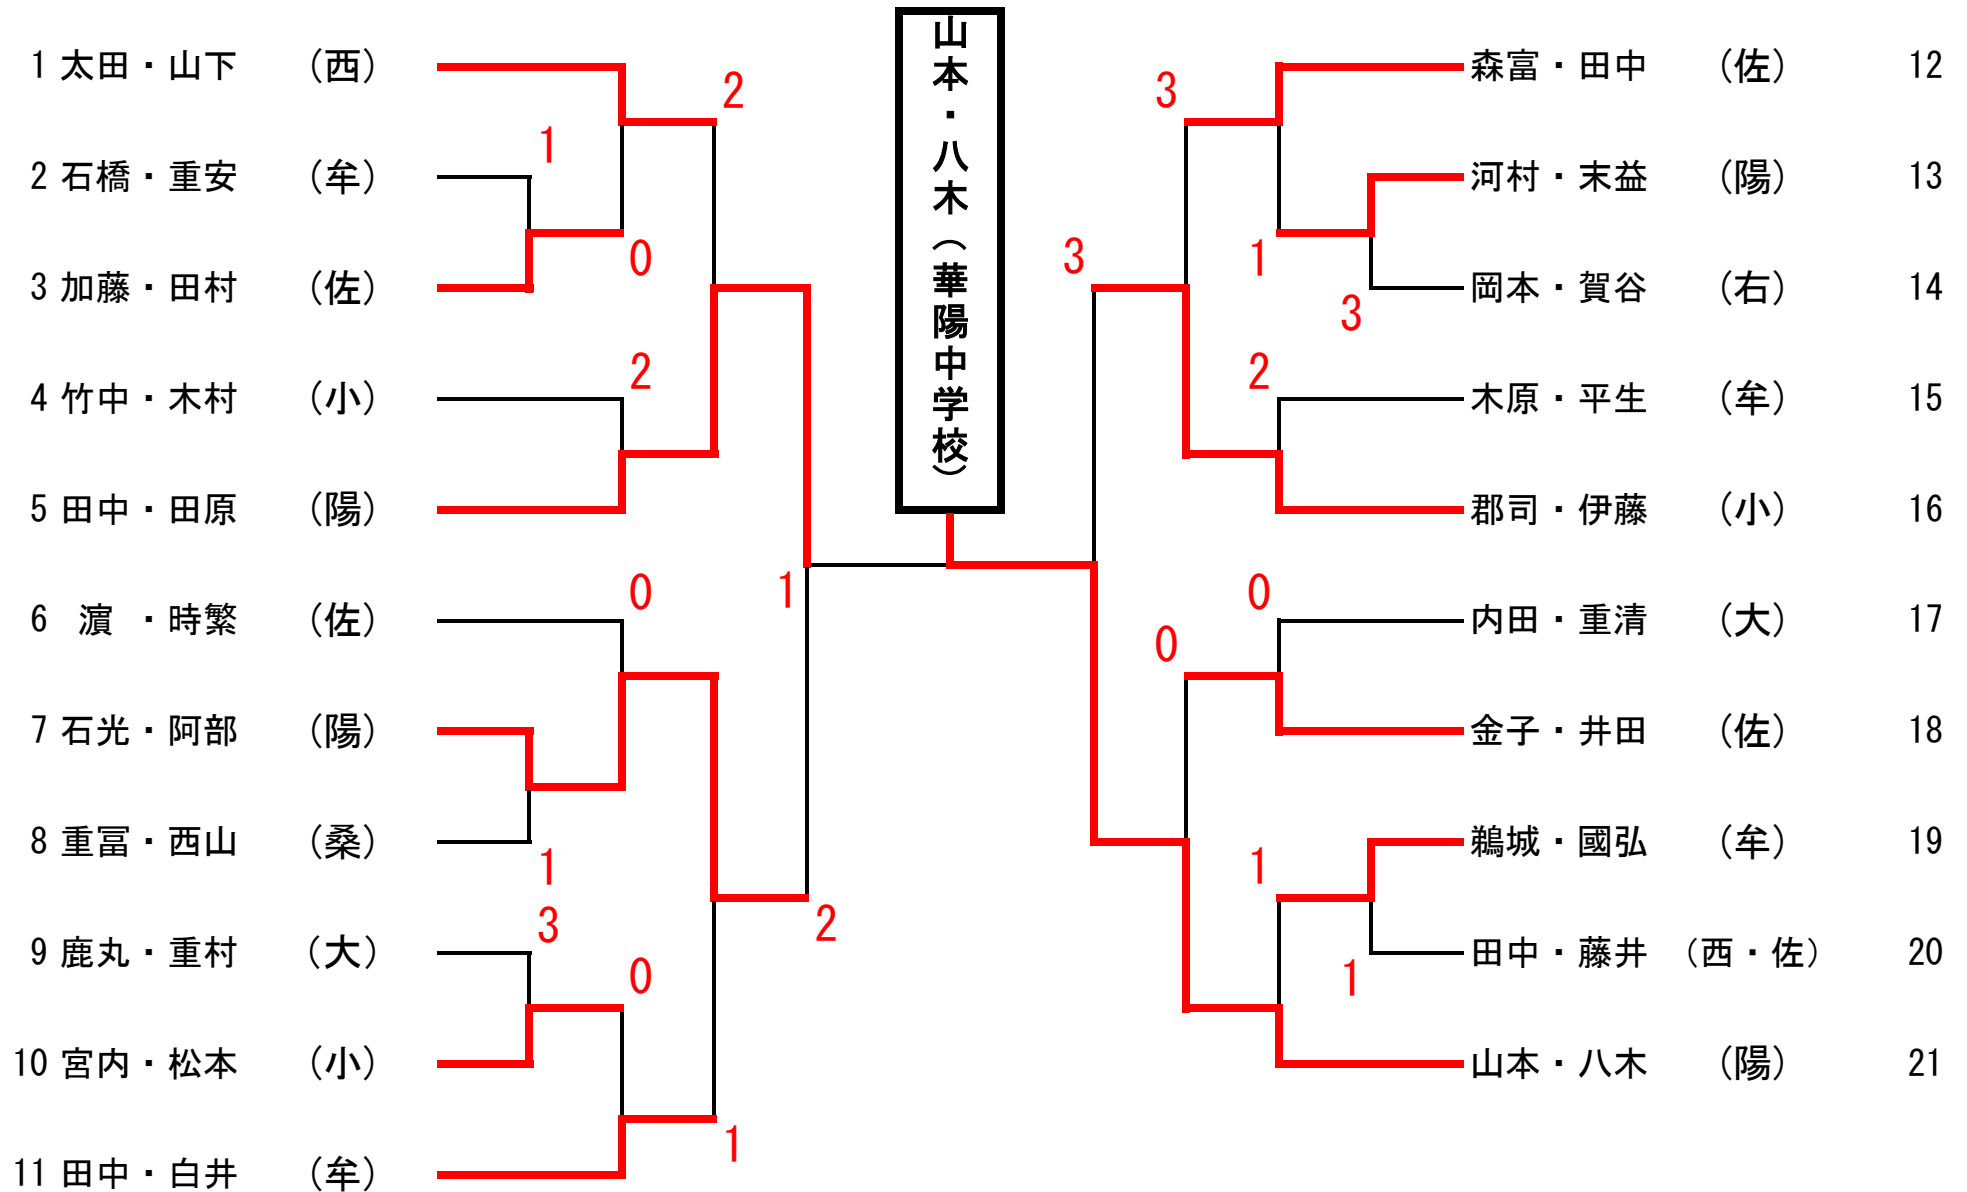 1 太田・山下 （西）
2 石橋・重安 （牟）
3 加藤・田村 （佐）
4 竹中・木村 （小）
5 田中・田原 （陽）
6 濵 ・時繁 （佐）
7 石光・阿部 （陽）
8 重冨・西山 （桑）
9 鹿丸・重村 （大）
10 宮内・松本 （小）
11 田中・白井 （牟）
1
0
2
2
0
1
3
0
1
2
1
山本・八木（華陽中学校）
3
3
1
3
2
0
0
1
1
森富・田中 （佐） 12
河村・末益 （陽） 13
岡本・賀谷 （右） 14
木原・平生 （牟） 15
郡司・伊藤 （小） 16
内田・重清 （大） 17
金子・井田 （佐） 18
鵜城・國弘 （牟） 19
田中・藤井 （西・佐） 20
山本・八木 （陽） 21